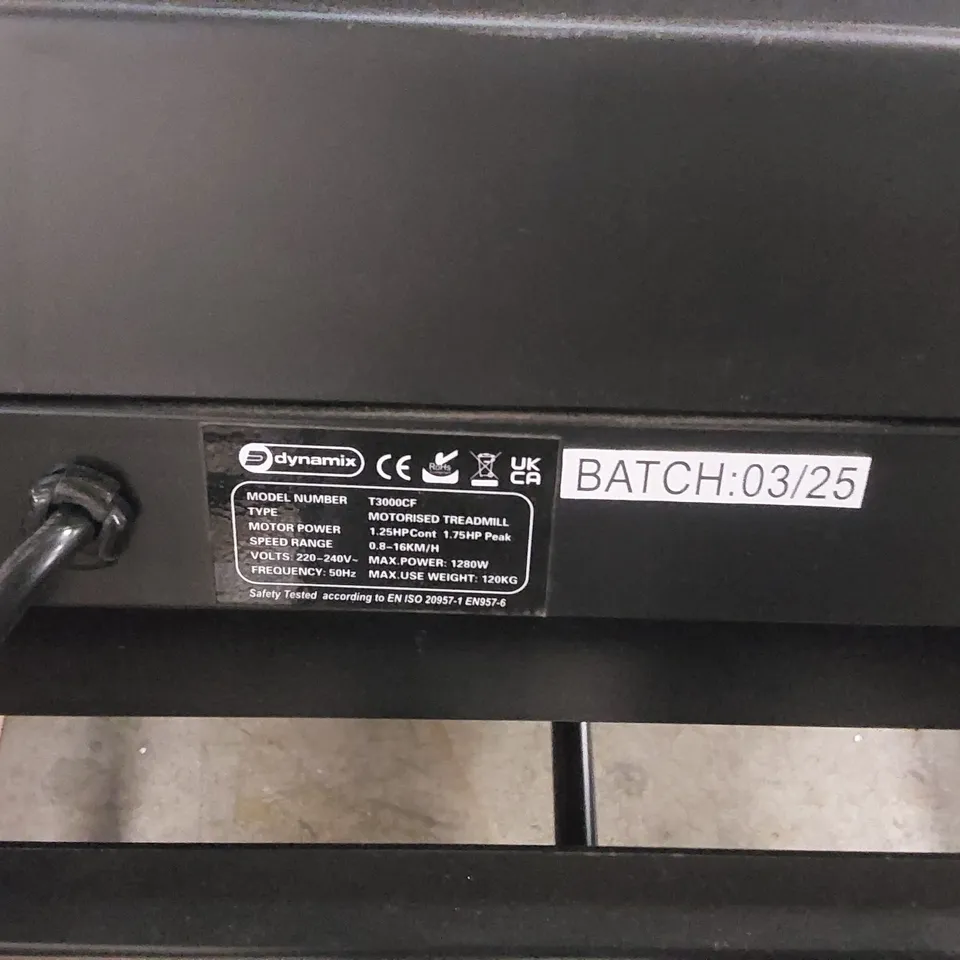 dynamix CE RoHS UK CA
MODEL NUMBER T3000CF
TYPE MOTORISED TREADMILL
MOTOR POWER 1.25HPCont 1.75HP Peak
SPEED RANGE 0.8-16KM/H
VOLTS: 220-240V~ MAX.POWER: 1280W
FREQUENCY: 50Hz MAX.USE WEIGHT: 120KG
Safety Tested according to EN ISO 20957-1 EN957-6
BATCH:03/25